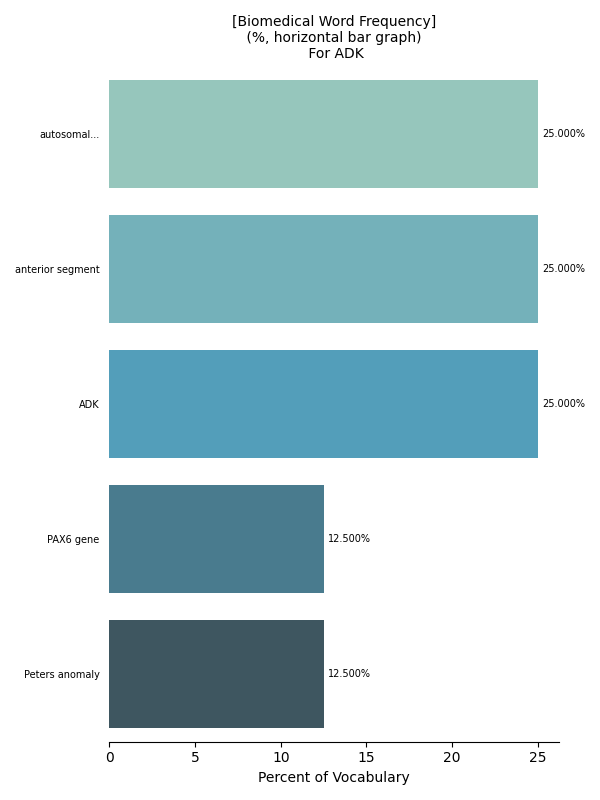 [Biomedical Word Frequency]
(%, horizontal bar graph)
For ADK
autosomal...
25.000%
anterior segment
25.000%
ADK
25.000%
PAX6 gene
12.500%
Peters anomaly
12.500%
0 5 10 15 20 25
Percent of Vocabulary